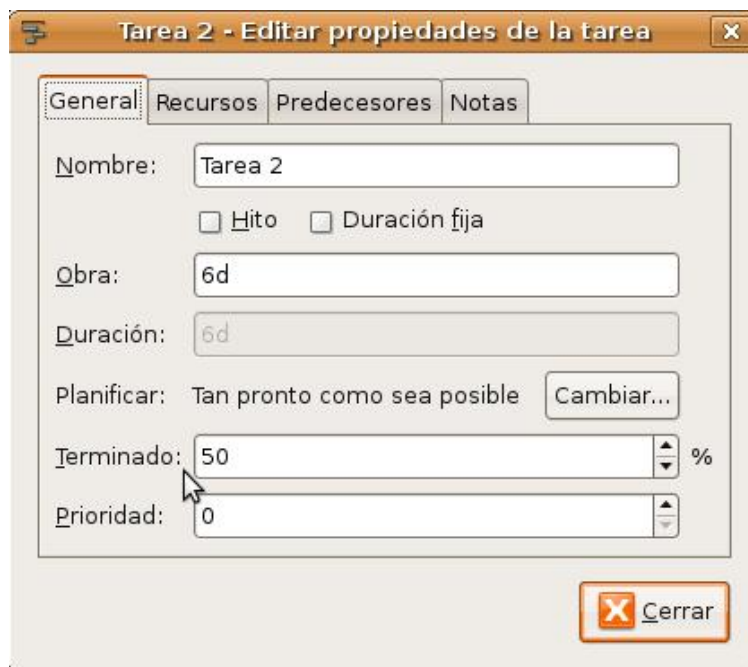 Tarea 2 - Editar propiedades de la tarea
General Recursos Predecesores Notas
Nombre: Tarea 2
Hito Duración fija
Obra: 6d
Duración: 6d
Planificar: Tan pronto como sea posible Cambiar...
Terminado: 50 %
Prioridad: 0
Cerrar